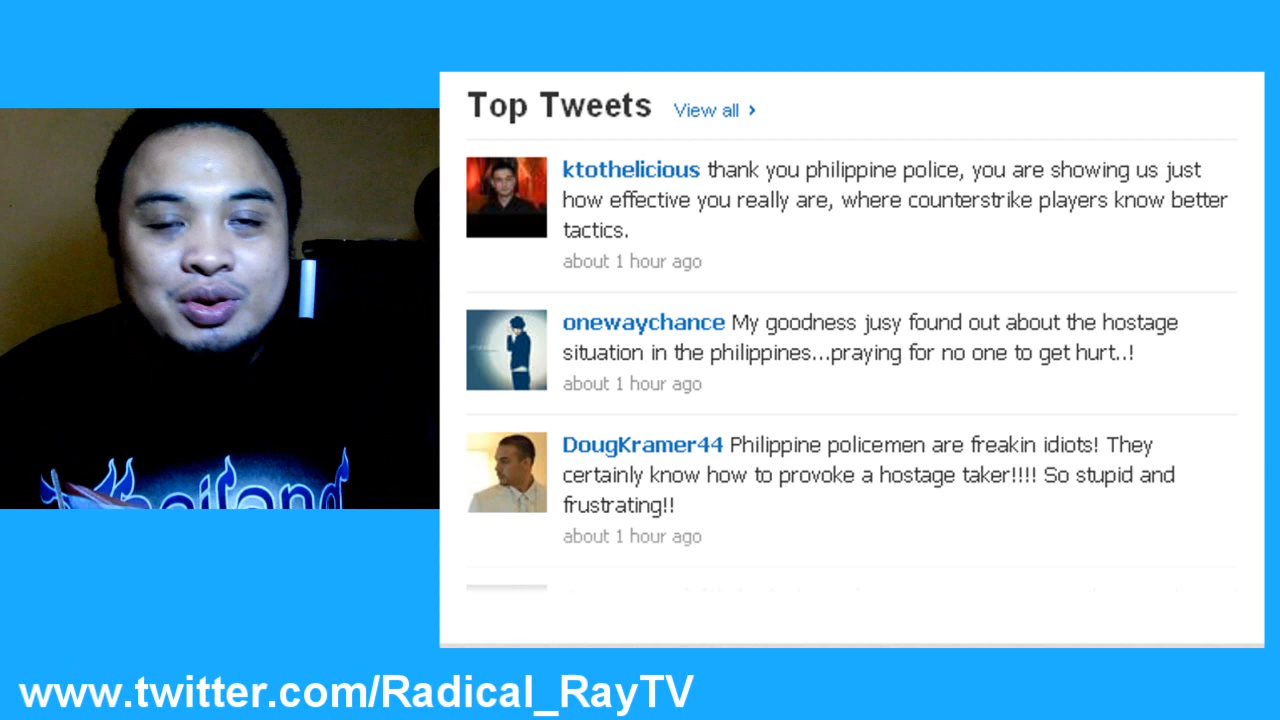 Top Tweets View all ›
ktothelicious thank you philippine police, you are showing us just
how effective you really are, where counterstrike players know better
tactics.
about 1 hour ago
onewaychance My goodness jusy found out about the hostage
situation in the philippines...praying for no one to get hurt..!
about 1 hour ago
DougKramer44 Philippine policemen are freakin idiots! They
certainly know how to provoke a hostage taker!!!! So stupid and
frustrating!!
about 1 hour ago
Thailand
www.twitter.com/Radical_RayTV